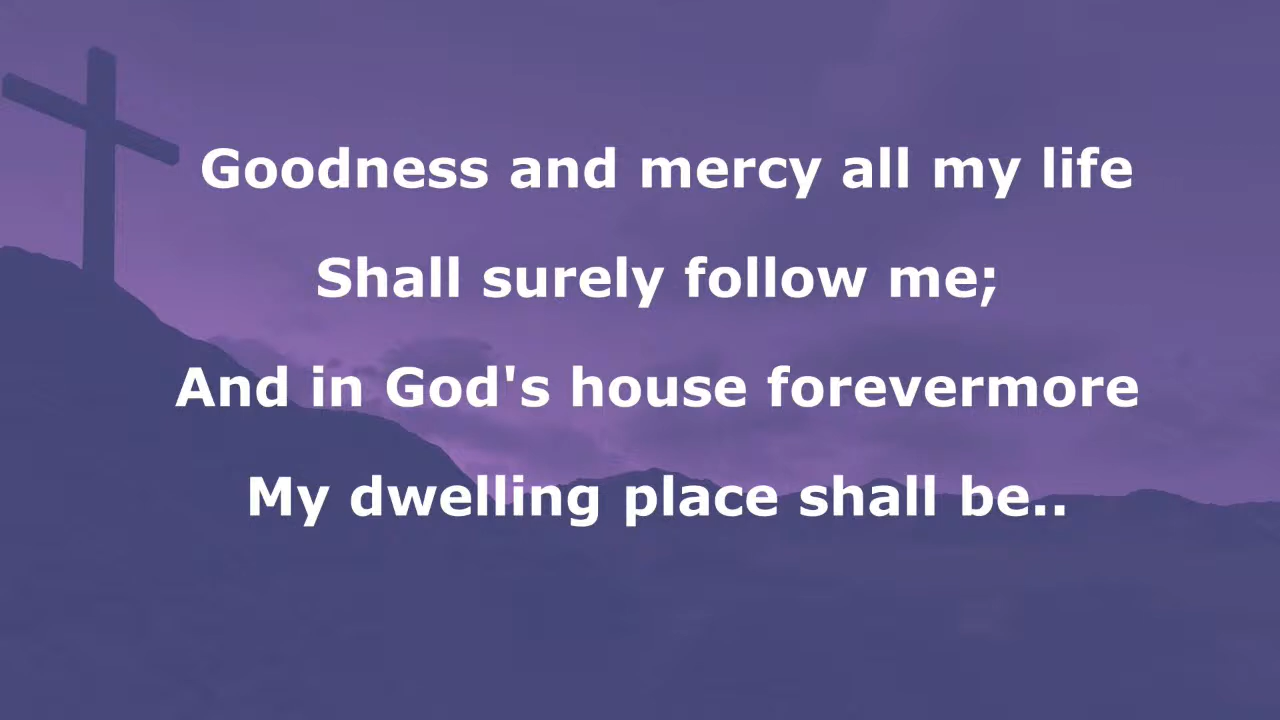 Goodness and mercy all my life
Shall surely follow me;
And in God's house forevermore
My dwelling place shall be..